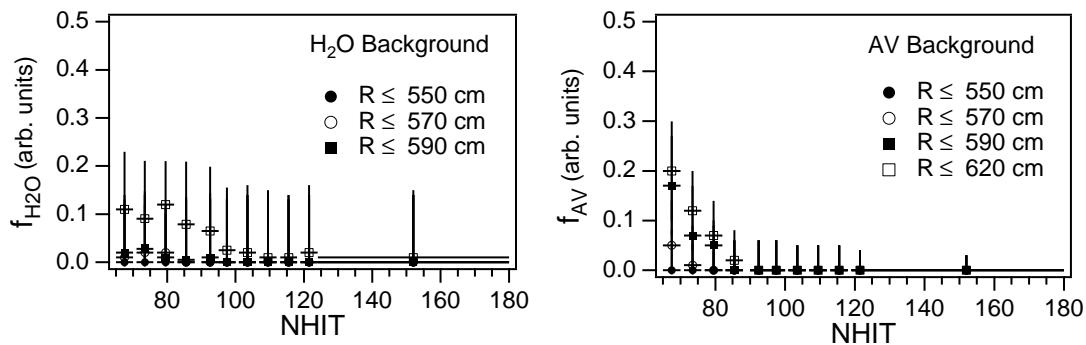 H2O Background
● R ≤ 550 cm
○ R ≤ 570 cm
■ R ≤ 590 cm
fH2O (arb. units)
0.5
0.4
0.3
0.2
0.1
0.0
80 100 120 140 160 180
NHIT
AV Background
● R ≤ 550 cm
○ R ≤ 570 cm
■ R ≤ 590 cm
□ R ≤ 620 cm
fAV (arb. units)
0.5
0.4
0.3
0.2
0.1
0.0
80 100 120 140 160 180
NHIT